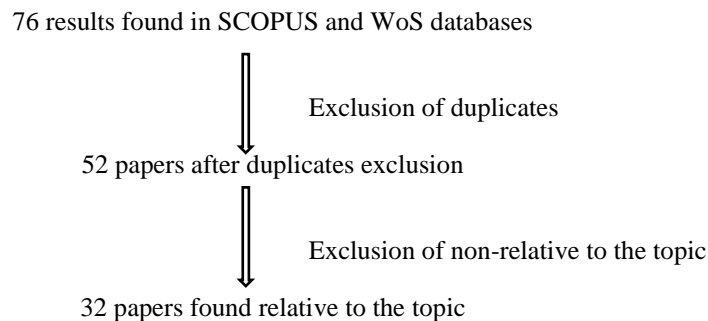 76 results found in SCOPUS and WoS databases
Exclusion of duplicates
52 papers after duplicates exclusion
Exclusion of non-relative to the topic
32 papers found relative to the topic